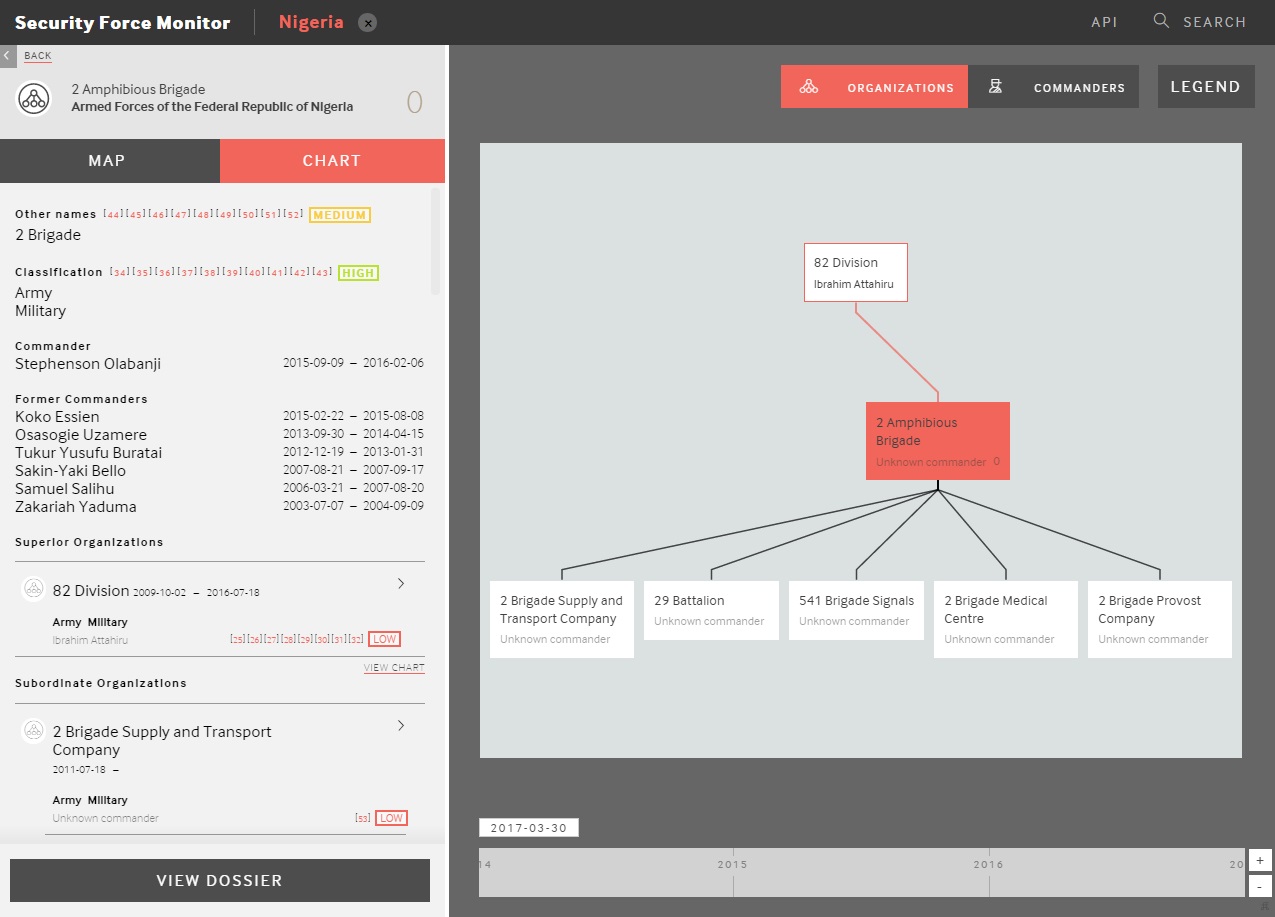 Security Force Monitor
Nigeria
API
SEARCH
BACK
2 Amphibious Brigade
Armed Forces of the Federal Republic of Nigeria
0
MAP
CHART
Other names [44][45][46][47][48][49][50][51][52] MEDIUM
2 Brigade
Classification [34][35][36][37][38][39][40][41][42][43] HIGH
Army
Military
Commander
Stephenson Olabanji 2015-09-09 – 2016-02-06
Former Commanders
Koko Essien 2015-02-22 – 2015-08-08
Osasogie Uzamere 2013-09-30 – 2014-04-15
Tukur Yusufu Buratai 2012-12-19 – 2013-01-31
Sakin-Yaki Bello 2007-08-21 – 2007-09-17
Samuel Salihu 2006-03-21 – 2007-08-20
Zakariah Yaduma 2003-07-07 – 2004-09-09
Superior Organizations
82 Division 2009-10-02 – 2016-07-18
Army Military
Ibrahim Attahiru [25][26][27][28][29][30][31][32] LOW
VIEW CHART
Subordinate Organizations
2 Brigade Supply and Transport
Company
2011-07-18 –
Army Military
Unknown commander [53] LOW
VIEW DOSSIER
ORGANIZATIONS
COMMANDERS
LEGEND
82 Division
Ibrahim Attahiru
2 Amphibious
Brigade
Unknown commander 0
2 Brigade Supply and
Transport Company
Unknown commander
29 Battalion
Unknown commander
541 Brigade Signals
Unknown commander
2 Brigade Medical
Centre
Unknown commander
2 Brigade Provost
Company
Unknown commander
2017-03-30
14 2015 2016 20
+
-